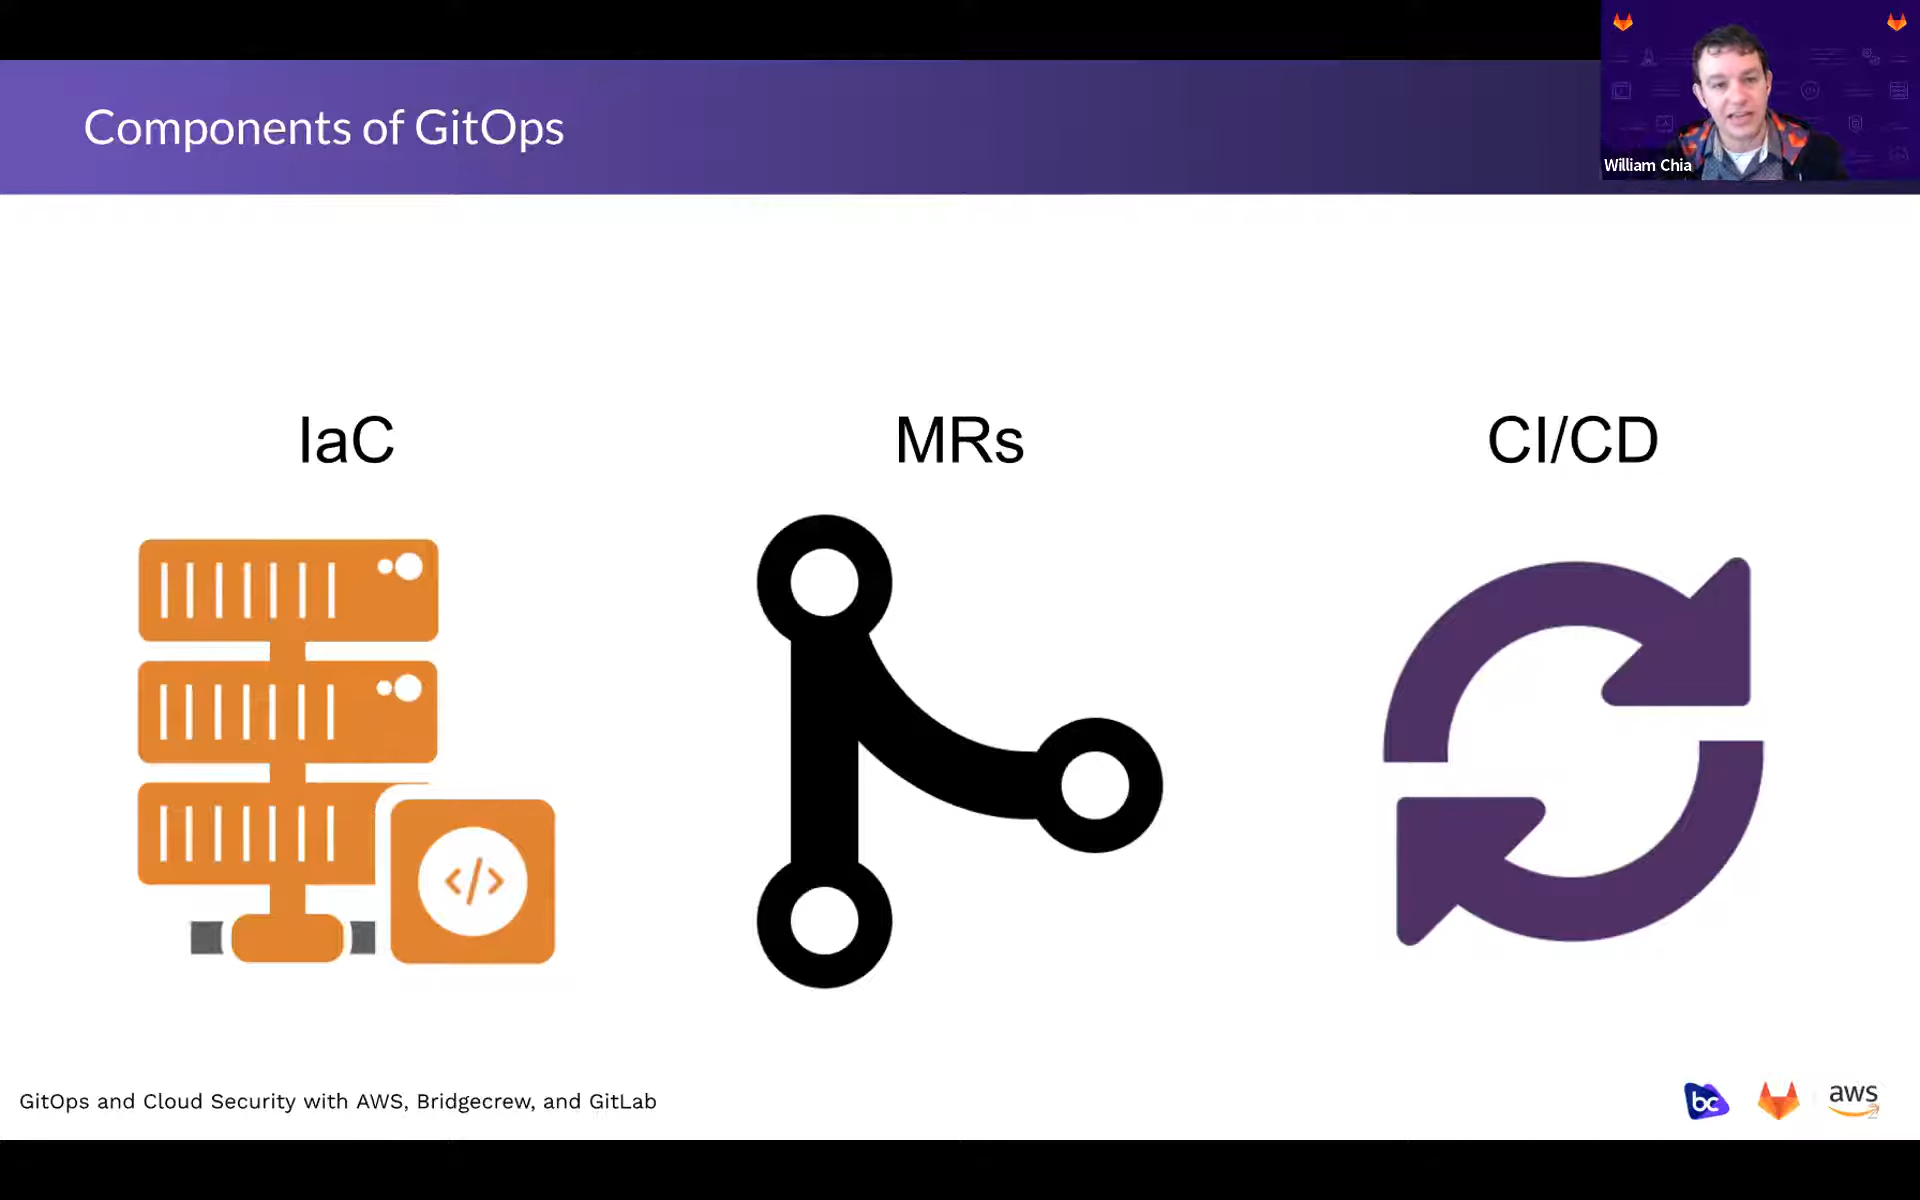 Components of GitOps
William Chia
IaC
MRs
CI/CD
</>
GitOps and Cloud Security with AWS, Bridgecrew, and GitLab
bc
aws